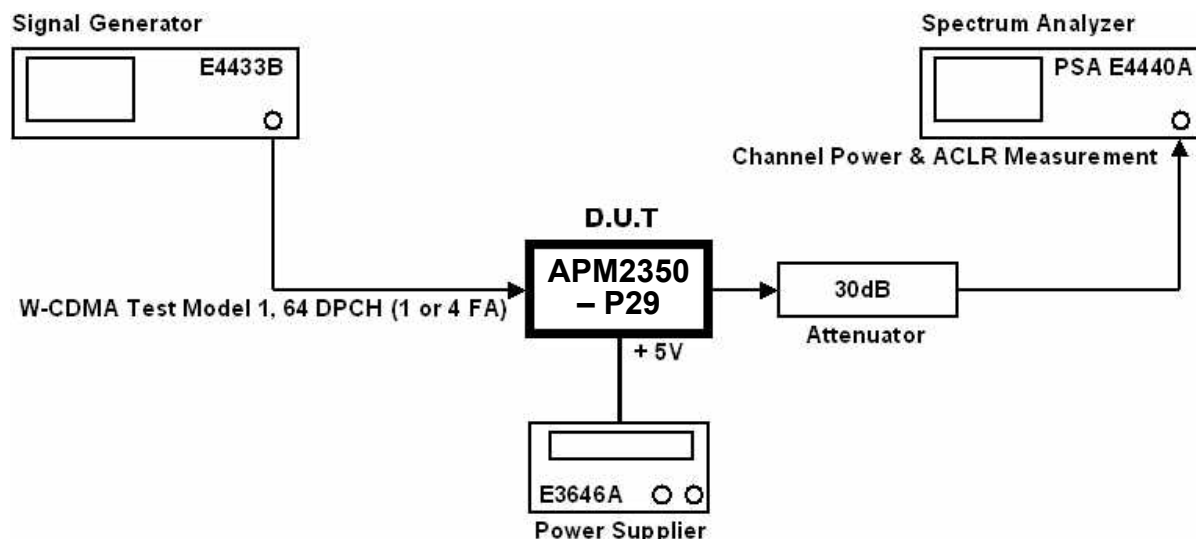 Signal Generator
E4433B
Spectrum Analyzer
PSA E4440A
Channel Power & ACLR Measurement
D.U.T
APM2350
– P29
W-CDMA Test Model 1, 64 DPCH (1 or 4 FA)
30dB
Attenuator
+ 5V
E3646A
Power Supplier